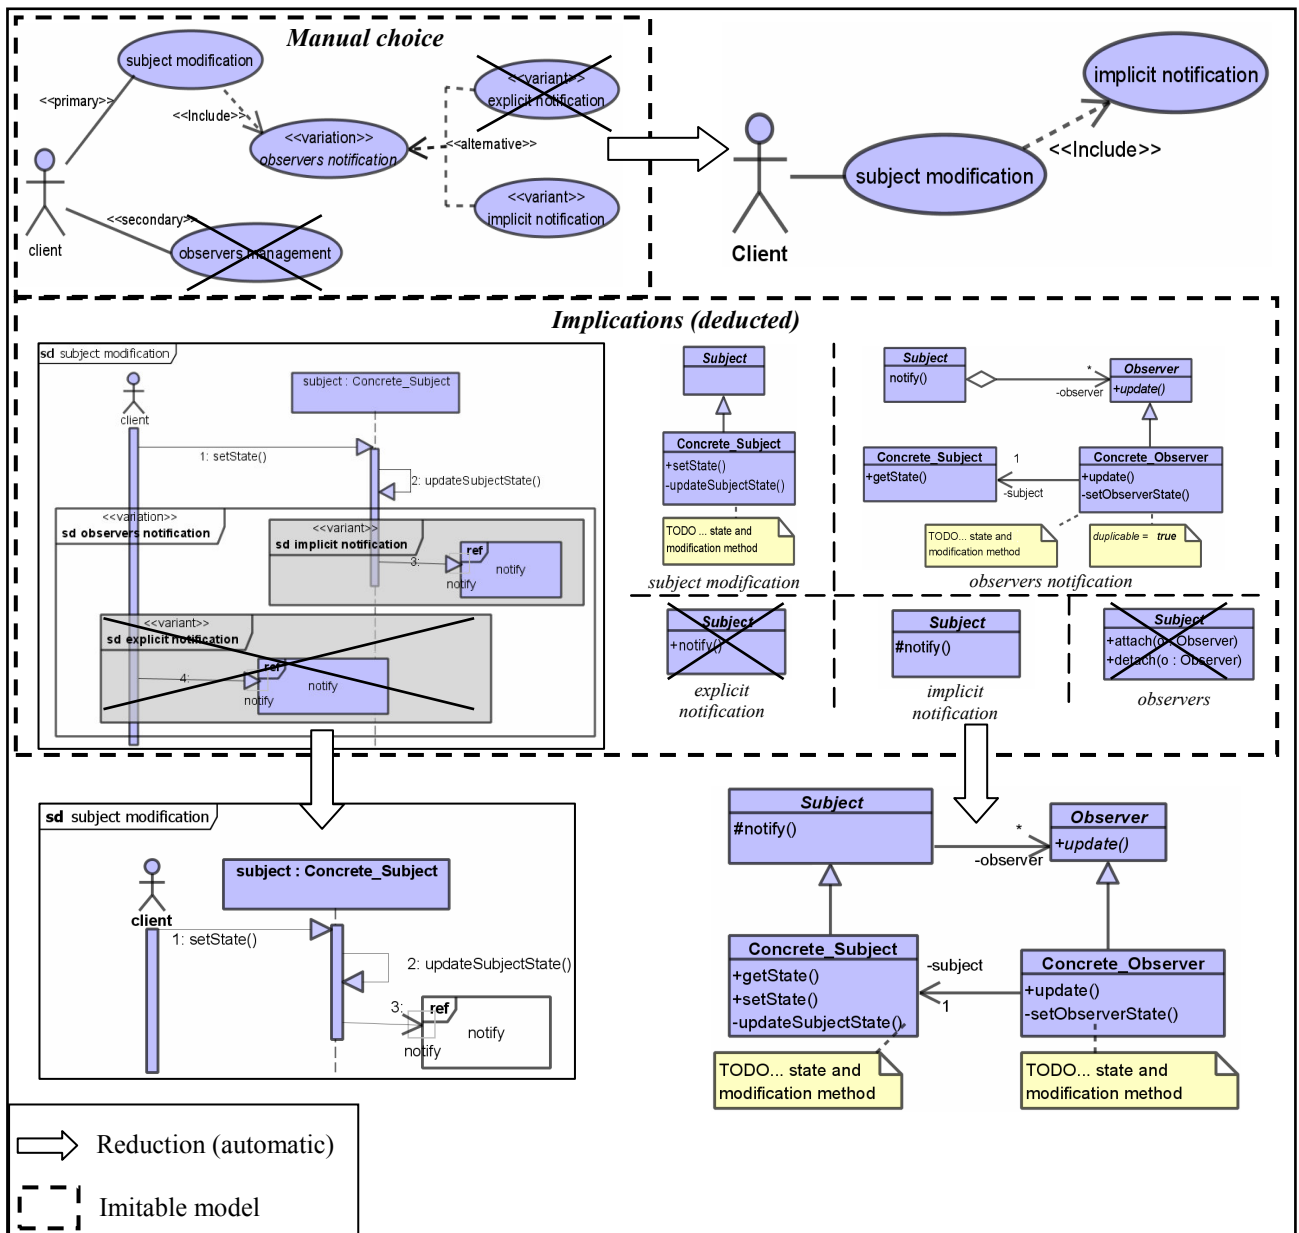 Manual choice
subject modification
<<primary>>
<<Include>>
<<variation>>
observers notification
<<variant>>
explicit notification
<<alternative>>
<<variant>>
implicit notification
<<secondary>>
client
observers management
implicit notification
<<Include>>
subject modification
Client
Implications (deducted)
sd subject modification
client
subject : Concrete_Subject
1: setState()
2: updateSubjectState()
<<variation>>
sd observers notification
<<variant>>
sd implicit notification
3:
ref
notify
notify
<<variant>>
sd explicit notification
4:
ref
notify
notify
Subject
Concrete_Subject
+setState()
-updateSubjectState()
TODO... state and
modification method
subject modification
Subject
notify()
*
-observer
Observer
+update()
Concrete_Subject
+getState()
1
-subject
Concrete_Observer
+update()
-setObserverState()
TODO... state and
modification method
duplicable = true
observers notification
Subject
+notify()
explicit
notification
Subject
#notify()
implicit
notification
Subject
+attach(o : Observer)
+detach(o : Observer)
observers
sd subject modification
client
subject : Concrete_Subject
1: setState()
2: updateSubjectState()
3:
ref
notify
notify
Subject
#notify()
*
-observer
Observer
+update()
Concrete_Subject
+getState()
+setState()
-updateSubjectState()
-subject
1
Concrete_Observer
+update()
-setObserverState()
TODO... state and
modification method
TODO... state and
modification method
Reduction (automatic)
Imitable model